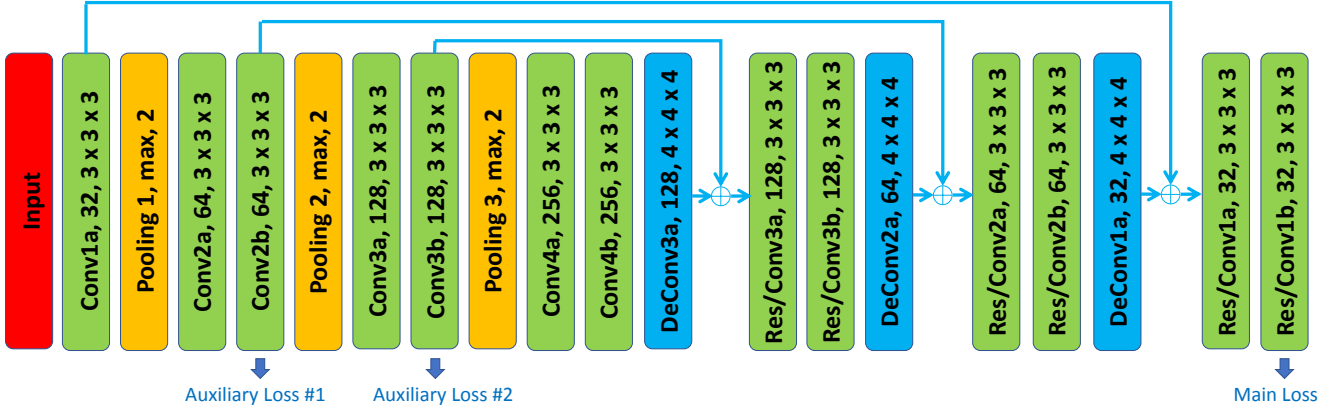 Input
Conv1a, 32, 3 x 3 x 3
Pooling 1, max, 2
Conv2a, 64, 3 x 3 x 3
Conv2b, 64, 3 x 3 x 3
Pooling 2, max, 2
Conv3a, 128, 3 x 3 x 3
Conv3b, 128, 3 x 3 x 3
Pooling 3, max, 2
Conv4a, 256, 3 x 3 x 3
Conv4b, 256, 3 x 3 x 3
DeConv3a, 128, 4 x 4 x 4
Res/Conv3a, 128, 3 x 3 x 3
Res/Conv3b, 128, 3 x 3 x 3
DeConv2a, 64, 4 x 4 x 4
Res/Conv2a, 64, 3 x 3 x 3
Res/Conv2b, 64, 3 x 3 x 3
DeConv1a, 32, 4 x 4 x 4
Res/Conv1a, 32, 3 x 3 x 3
Res/Conv1b, 32, 3 x 3 x 3
Auxiliary Loss #1
Auxiliary Loss #2
Main Loss